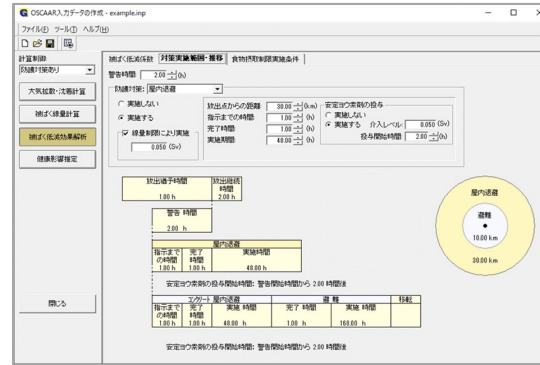 OSCAAR入力データの作成 - example.inp
ファイル(F) ツール(T) ヘルプ(H)
計算制御
防護対策あり
大気拡散・沈着計算
被ばく線量計算
被ばく低減効果解析
健康影響推定
閉じる
被ばく低減係数 対策実施範囲・推移 食物摂取制限実施条件
警告時間 2.00 (h)
防護対策: 屋内退避
実施しない
実施する
線量制限により実施
0.050 (Sv)
放出点からの距離 30.00 (km)
指示までの時間 1.00 (h)
完了時間 1.00 (h)
実施期間 48.00 (h)
安定ヨウ素剤の投与
実施しない
実施する 介入レベル: 0.050 (Sv)
投与開始時間 2.00 (h)
放出猶予時間 放出継続時間
1.00 h 2.00 h
警告 時間
2.00 h
屋内退避
指示までの時間 完了時間 実施時間
1.00 h 1.00 h 48.00 h
安定ヨウ素剤の投与開始時間: 警告開始時間から 2.00 時間後
コンクリート 屋内退避 避 難 移転
指示までの時間 完了時間 実施 時間 完了 時間 実施 時間
1.00 h 1.00 h 48.00 h 1.00 h 168.00 h
安定ヨウ素剤の投与開始時間: 警告開始時間から 2.00 時間後
屋内退避
避難
10.00 km
30.00 km